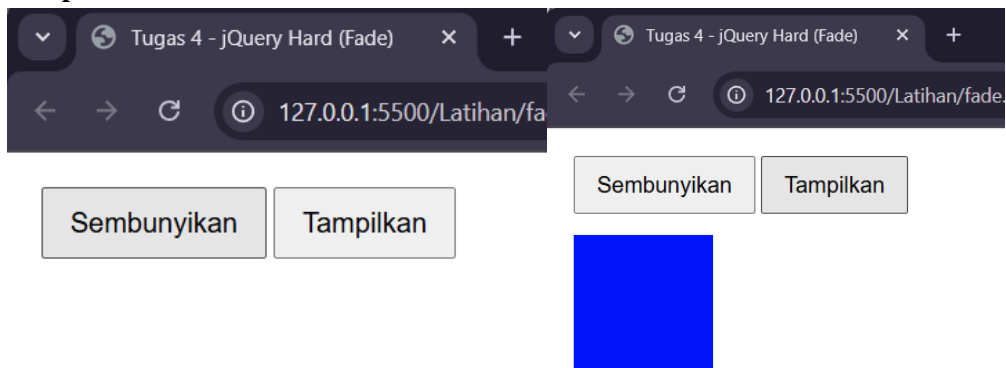 Tugas 4 - jQuery Hard (Fade)
127.0.0.1:5500/Latihan/fa
Sembunyikan
Tampilkan
Tugas 4 - jQuery Hard (Fade)
127.0.0.1:5500/Latihan/fade.
Sembunyikan
Tampilkan